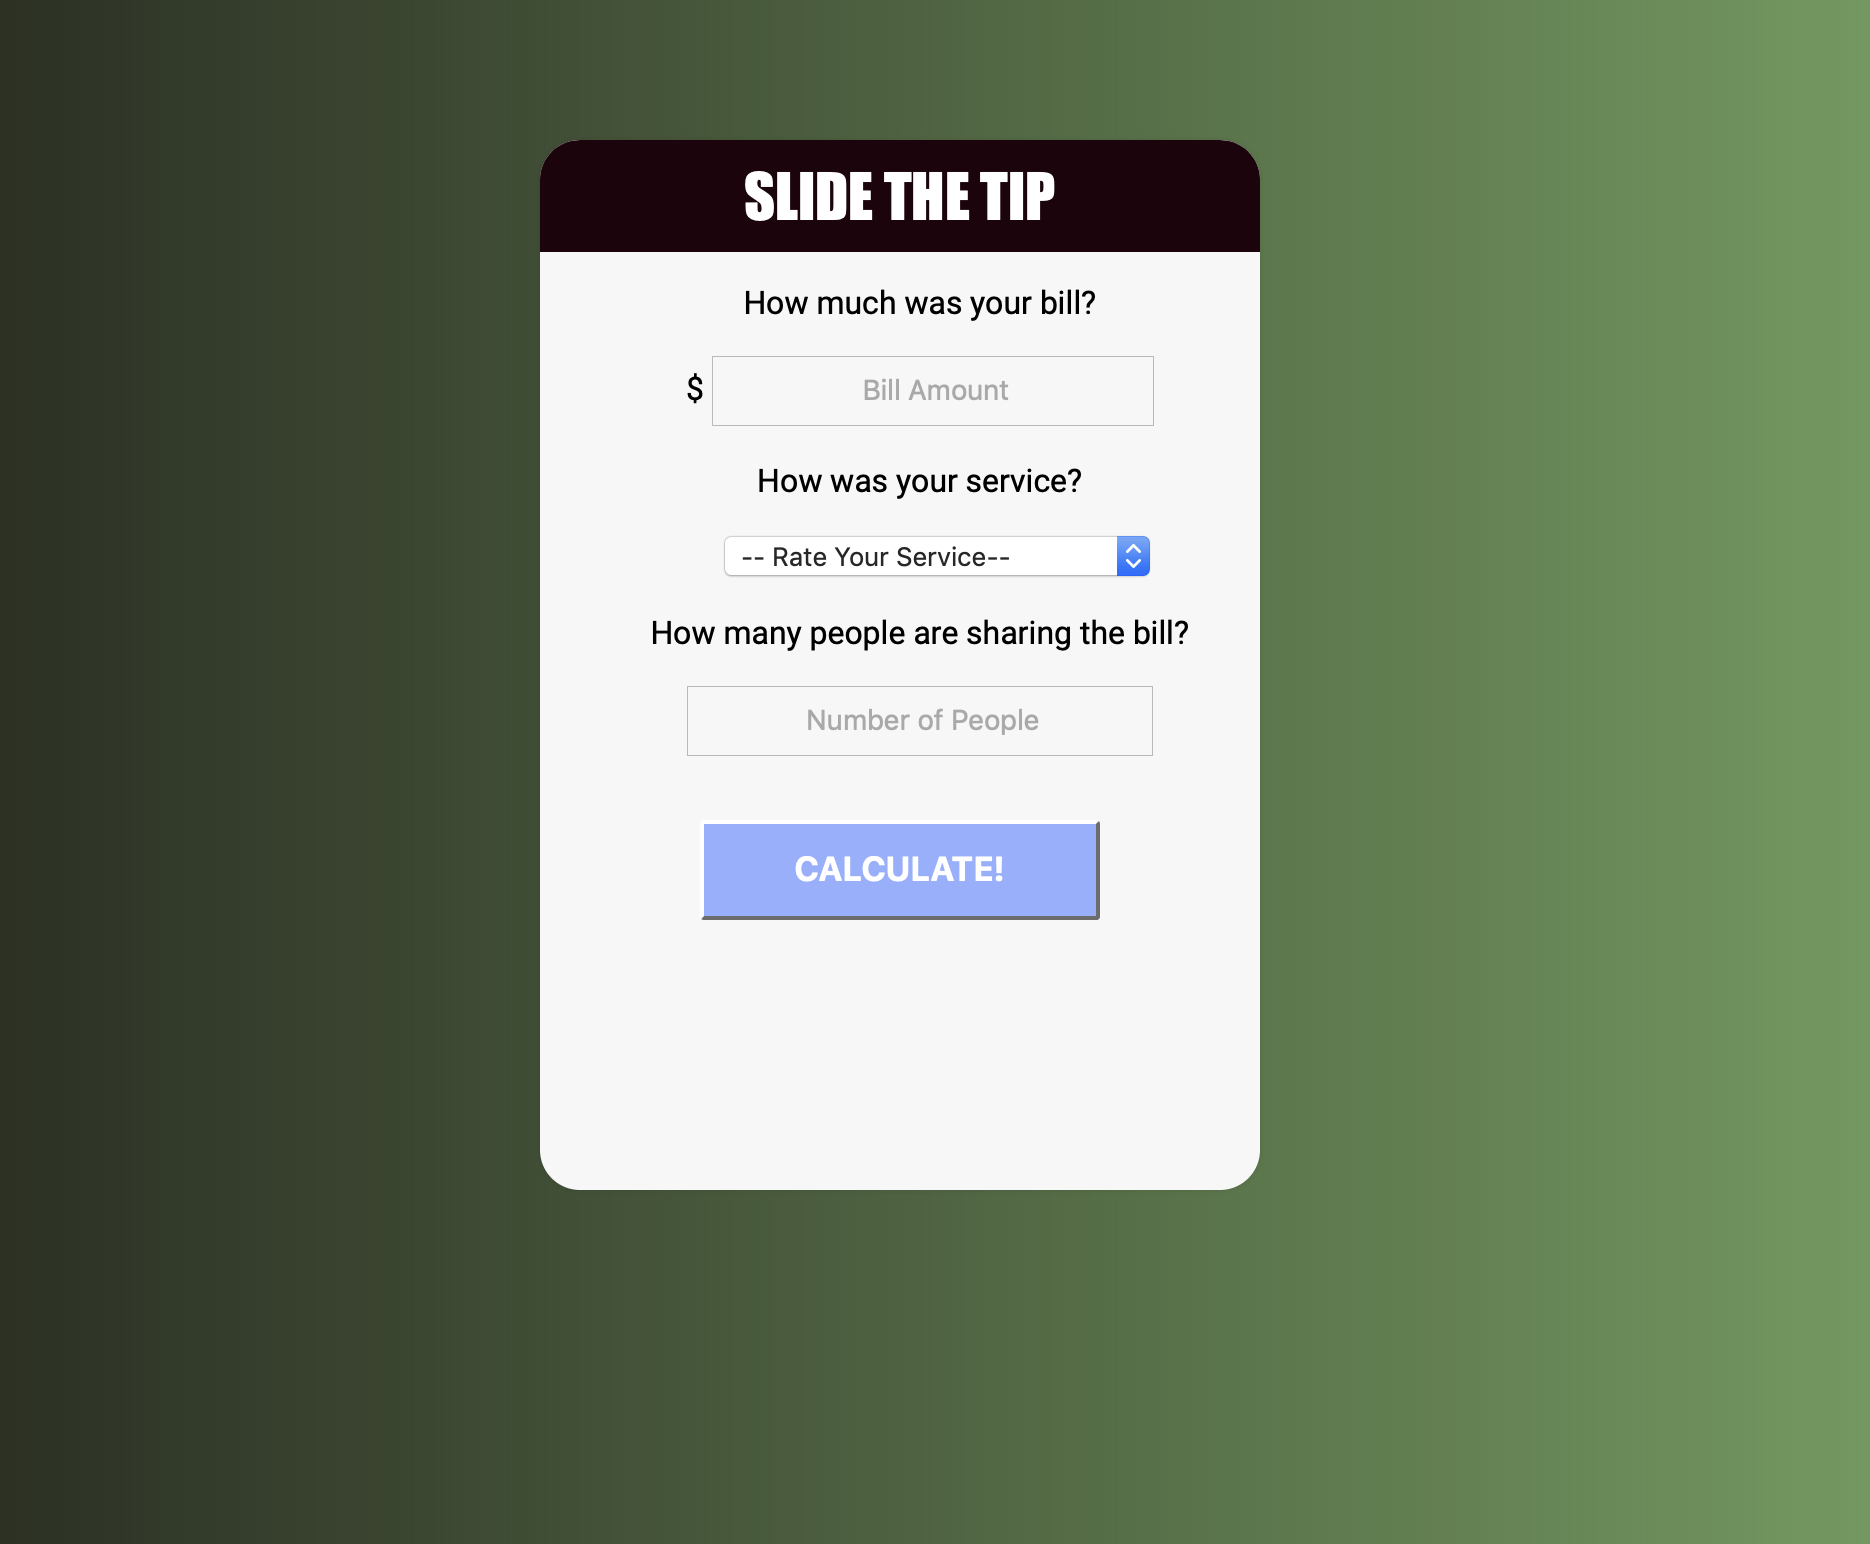 SLIDE THE TIP
How much was your bill?
$ Bill Amount
How was your service?
-- Rate Your Service--
How many people are sharing the bill?
Number of People
CALCULATE!